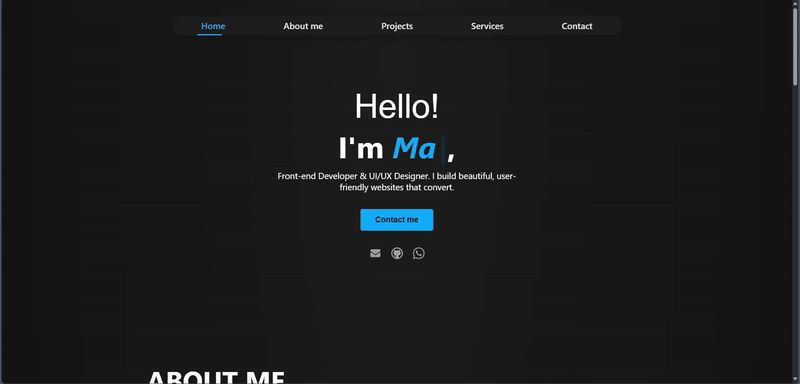 Home About me Projects Services Contact
Hello!
I'm Ma ,
Front-end Developer & UI/UX Designer. I build beautiful, user-
friendly websites that convert.
Contact me
ABOUT ME